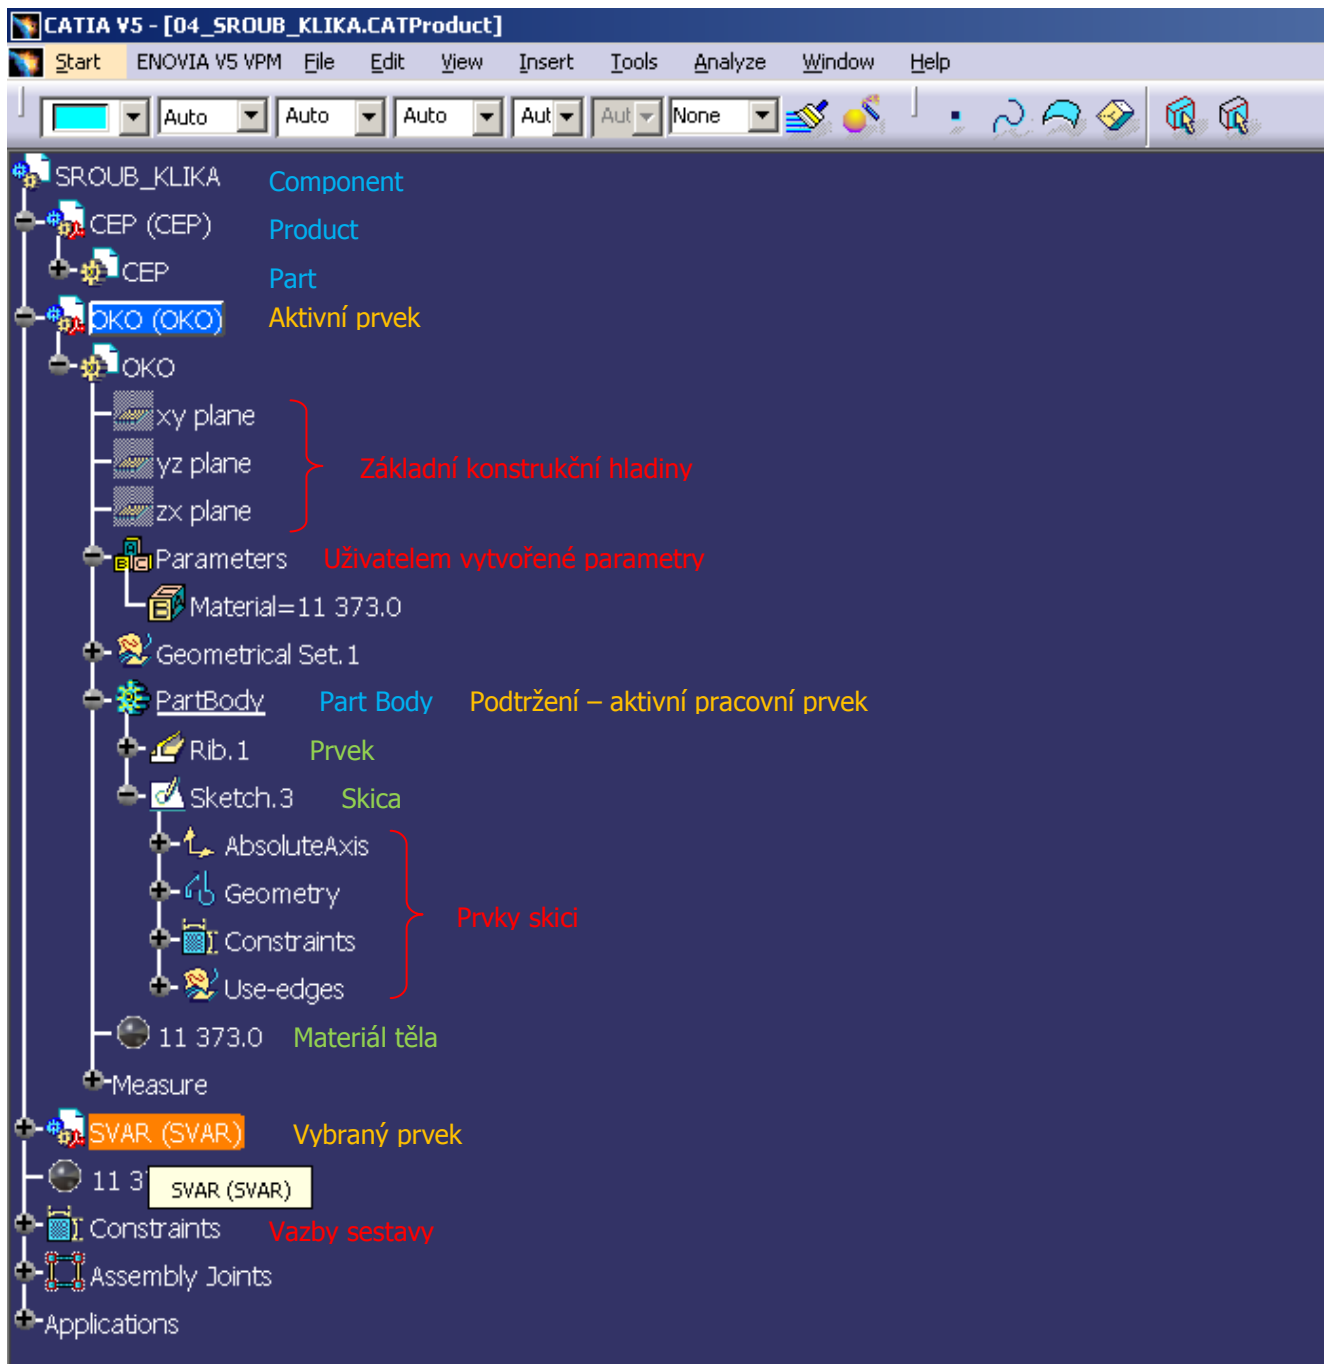 CATIA V5 - [04_SROUB_KLIKA.CATProduct]
Start ENOVIA V5 VPM File Edit View Insert Tools Analyze Window Help
Auto Auto Auto Aut Aut None
SROUB_KLIKA Component
CEP (CEP) Product
CEP Part
OKO (OKO) Aktivní prvek
OKO
xy plane
yz plane Základní konstrukční hladiny
zx plane
Parameters Uživatelem vytvořené parametry
Material=11 373.0
Geometrical Set.1
PartBody Part Body Podtržení – aktivní pracovní prvek
Rib.1 Prvek
Sketch.3 Skica
AbsoluteAxis
Geometry
Prvky skici
Constraints
Use-edges
11 373.0 Materiál těla
Measure
SVAR (SVAR) Vybraný prvek
11 3
SVAR (SVAR)
Constraints Vazby sestavy
Assembly Joints
Applications